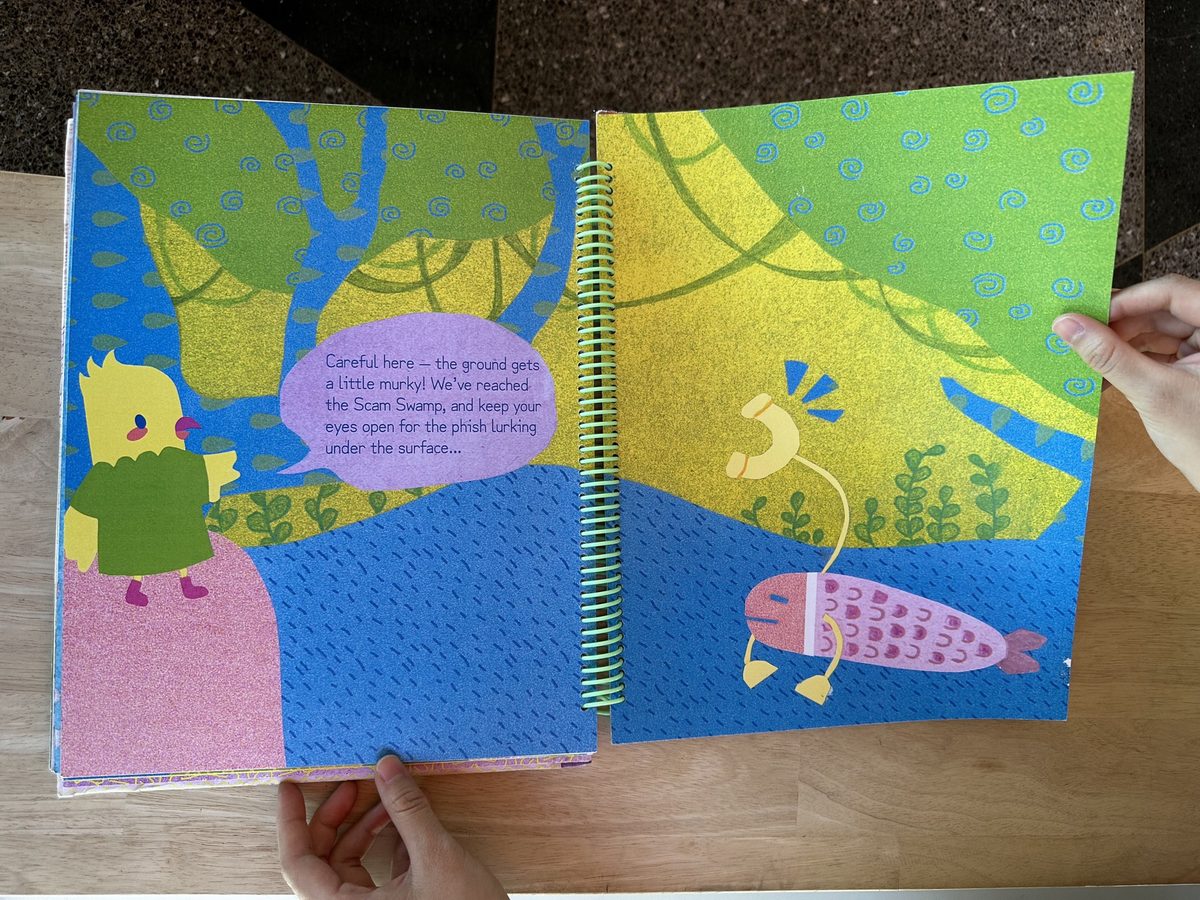 Careful here – the ground gets
a little murky! We've reached
the Scam Swamp, and keep your
eyes open for the phish lurking
under the surface...